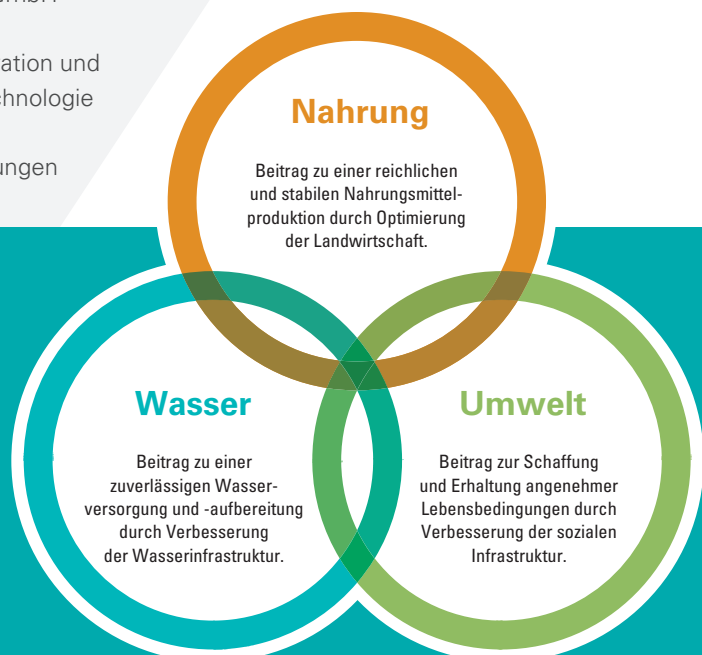 ation und
chnologie
ungen
Nahrung
Beitrag zu einer reichlichen
und stabilen Nahrungsmittel-
produktion durch Optimierung
der Landwirtschaft.
Wasser
Beitrag zu einer
zuverlässigen Wasser-
versorgung und -aufbereitung
durch Verbesserung
der Wasserinfrastruktur.
Umwelt
Beitrag zur Schaffung
und Erhaltung angenehmer
Lebensbedingungen durch
Verbesserung der sozialen
Infrastruktur.